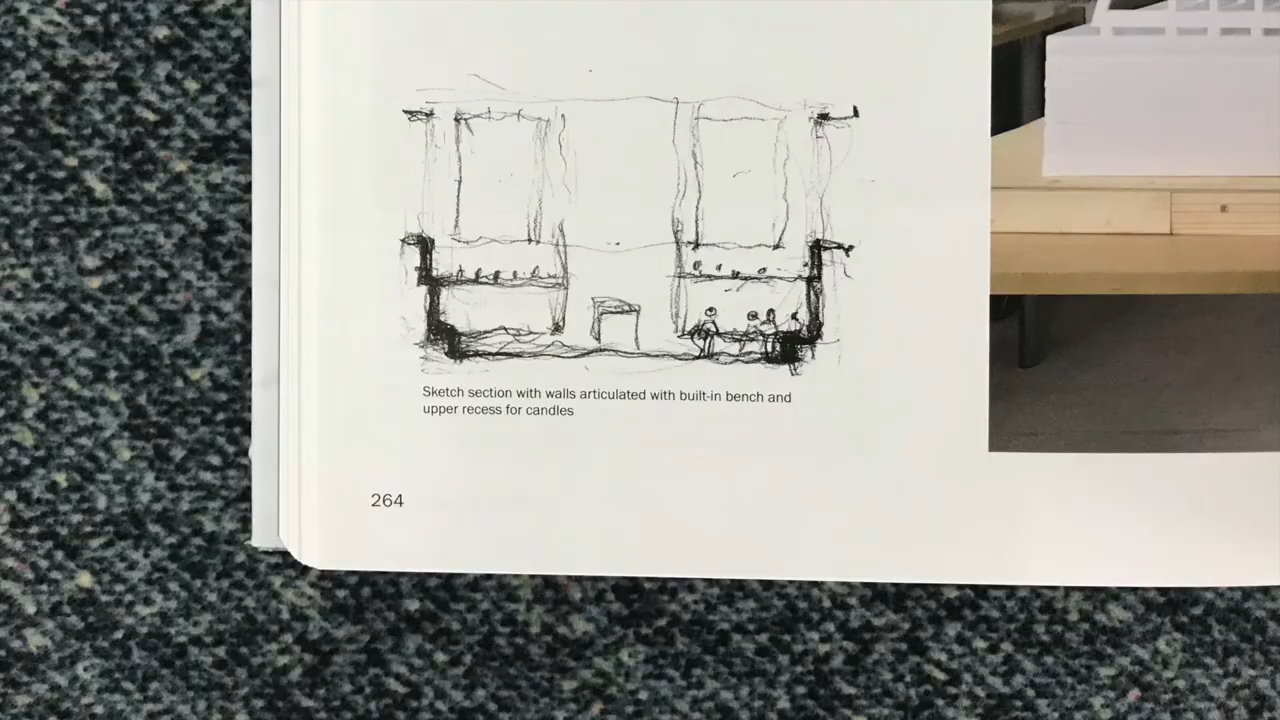 Sketch section with walls articulated with built-in bench and
upper recess for candles
264